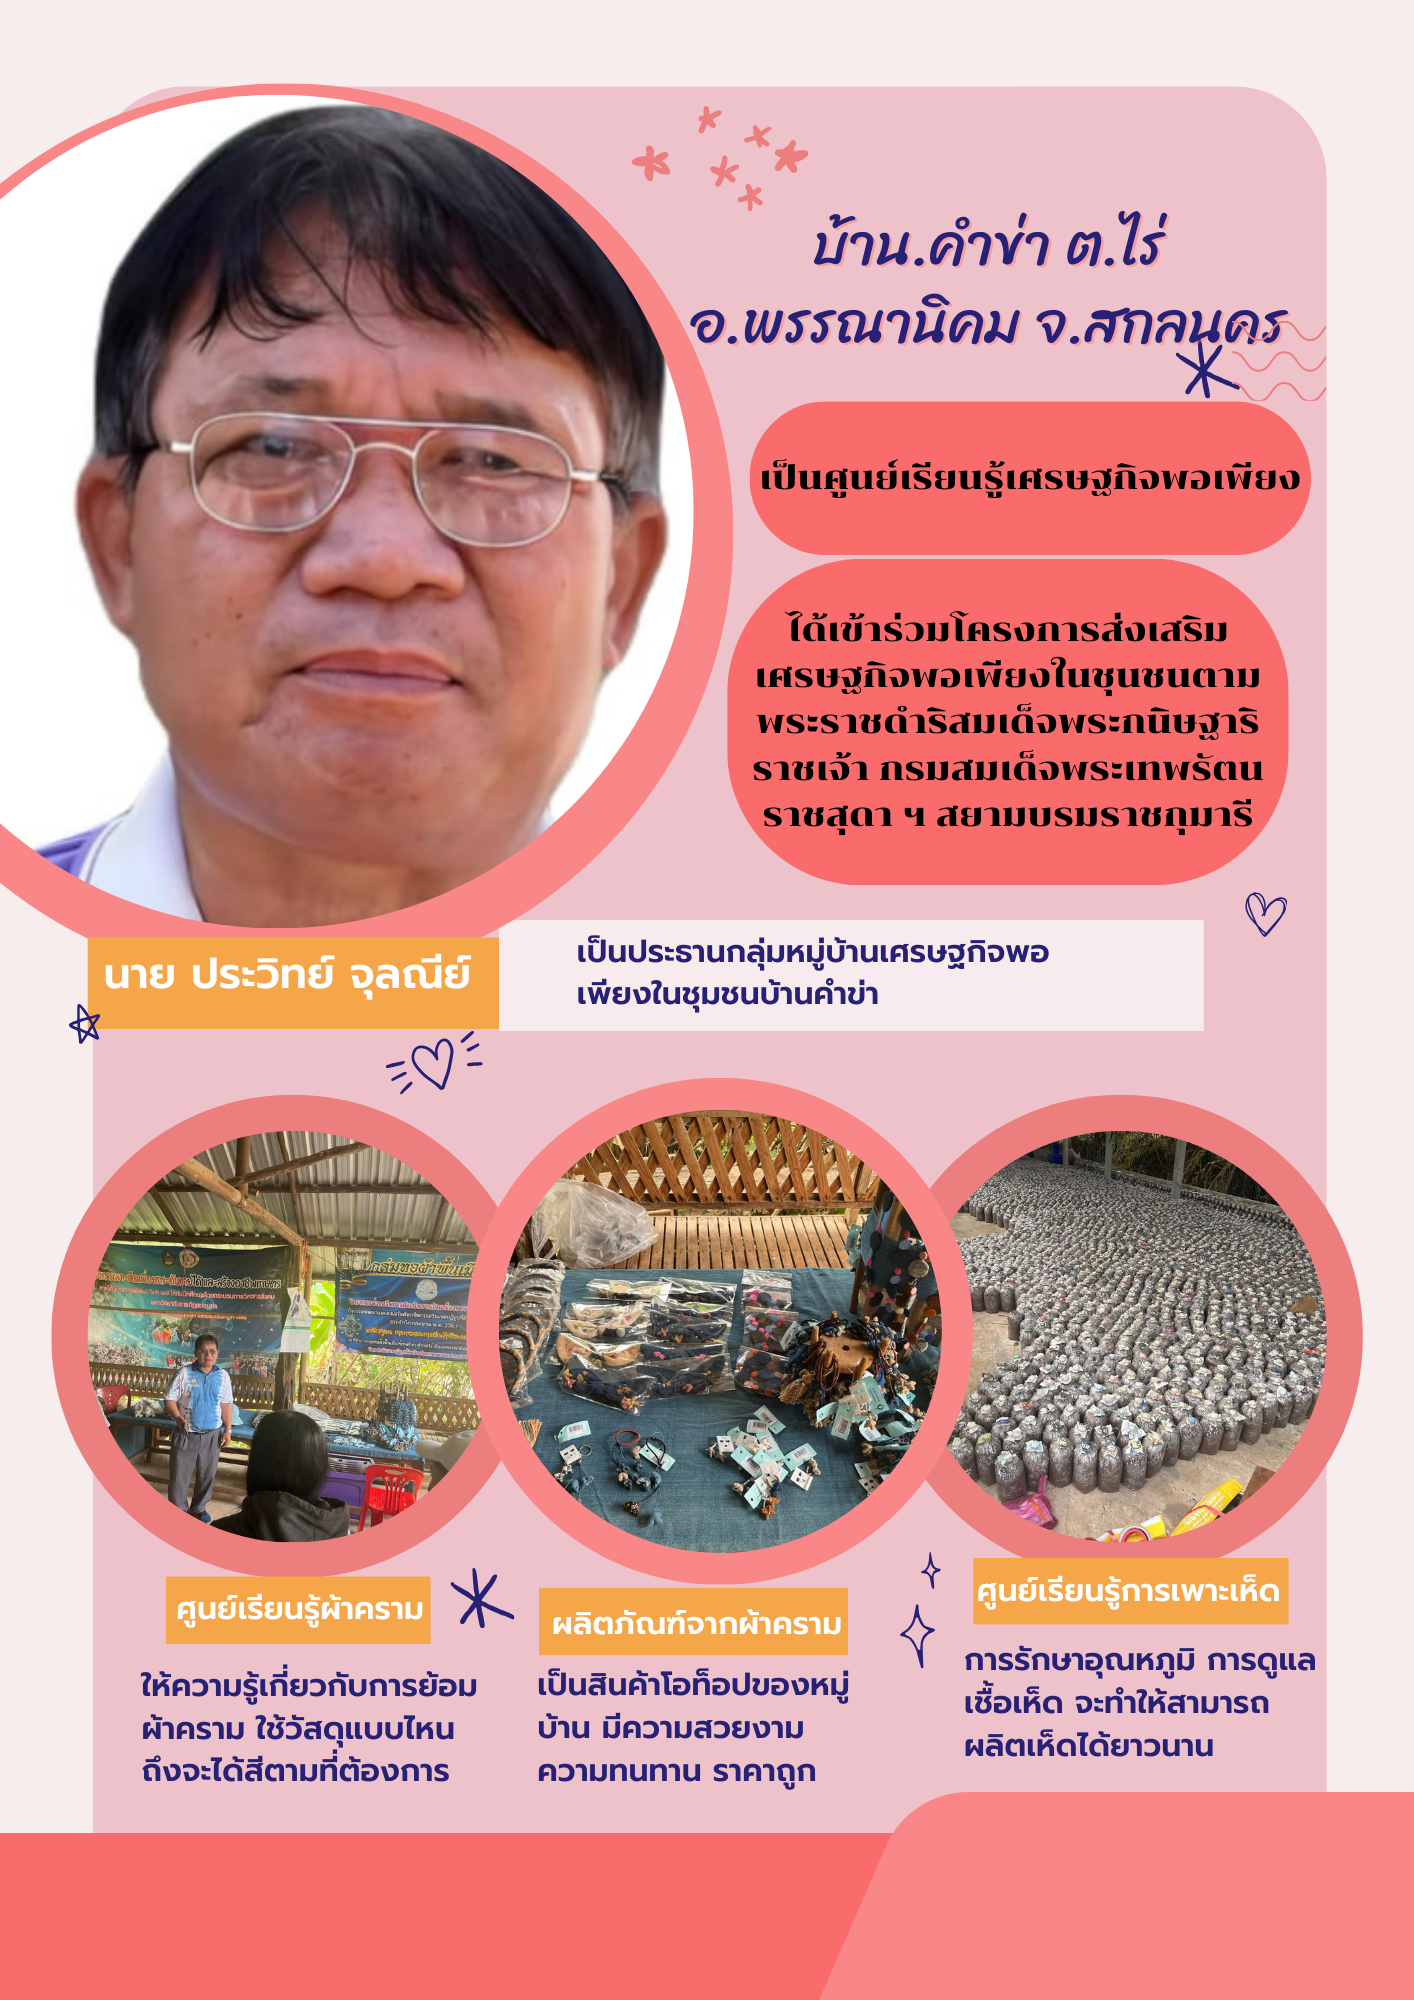 บ้าน.คำข่า ต.ไร่
อ.พรรณานิคม จ.สกลนคร
เป็นศูนย์เรียนรู้เศรษฐกิจพอเพียง
ได้เข้าร่วมโครงการส่งเสริม
เศรษฐกิจพอเพียงในชุนชนตาม
พระราชดำริสมเด็จพระกนิษฐาริ
ราชเจ้า กรมสมเด็จพระเทพรัตน
ราชสุดา ฯ สยามบรมราชกุมารี
นาย ประวิทย์ จุลณีย์
เป็นประธานกลุ่มหมู่บ้านเศรษฐกิจพอ
เพียงในชุมชนบ้านคำข่า
กลุ่มทอผ้าพื้นเมือ
ศูนย์เรียนรู้ผ้าคราม
ให้ความรู้เกี่ยวกับการย้อม
ผ้าคราม ใช้วัสดุแบบไหน
ถึงจะได้สีตามที่ต้องการ
ผลิตภัณฑ์จากผ้าคราม
เป็นสินค้าโอท็อปของหมู่
บ้าน มีความสวยงาม
ความทนทาน ราคาถูก
ศูนย์เรียนรู้การเพาะเห็ด
การรักษาอุณหภูมิ การดูแล
เชื้อเห็ด จะทำให้สามารถ
ผลิตเห็ดได้ยาวนาน